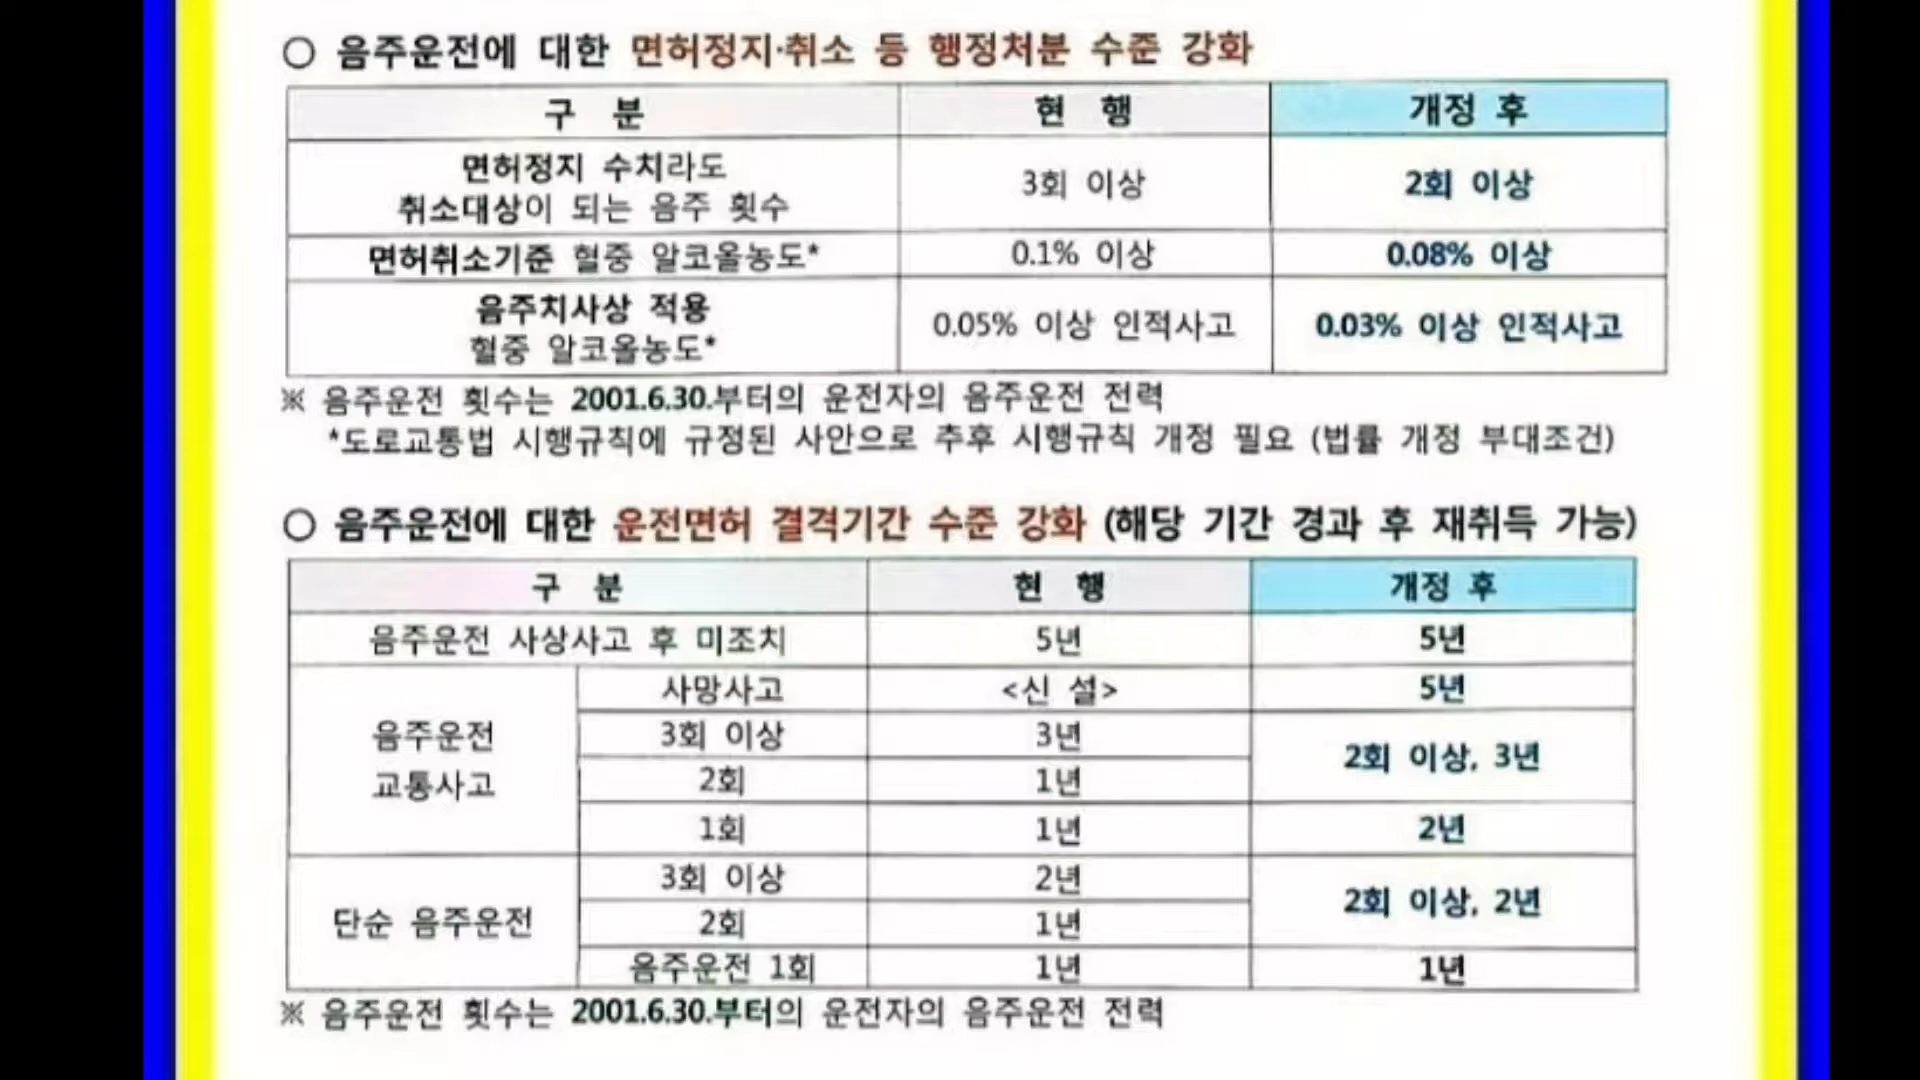 ○ 음주운전에 대한 면허정지·취소 등 행정처분 수준 강화
구 분 현 행 개정 후
면허정지 수치라도
취소대상이 되는 음주 횟수 3회 이상 2회 이상
면허취소기준 혈중 알코올농도* 0.1% 이상 0.08% 이상
음주치사상 적용
혈중 알코올농도* 0.05% 이상 인적사고 0.03% 이상 인적사고
※ 음주운전 횟수는 2001.6.30.부터의 운전자의 음주운전 전력
*도로교통법 시행규칙에 규정된 사안으로 추후 시행규칙 개정 필요 (법률 개정 부대조건)
○ 음주운전에 대한 운전면허 결격기간 수준 강화 (해당 기간 경과 후 재취득 가능)
구 분 현 행 개정 후
음주운전 사상사고 후 미조치 5년 5년
음주운전
교통사고
사망사고 <신 설> 5년
3회 이상 3년
2회 1년
2회 이상, 3년
1회 1년 2년
단순 음주운전
3회 이상 2년
2회 1년
2회 이상, 2년
음주운전 1회 1년 1년
※ 음주운전 횟수는 2001.6.30.부터의 운전자의 음주운전 전력